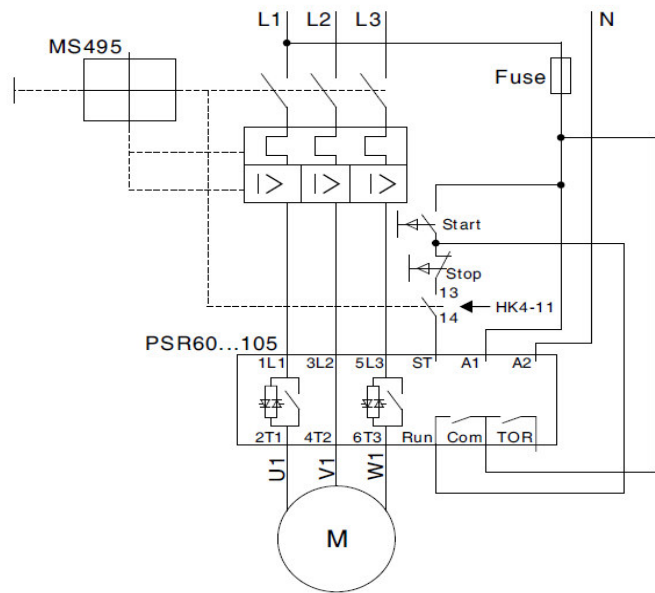 L1 L2 L3 N
MS495
Fuse
Start
Stop
13
HK4-11
14
PSR60...105
1L1 3L2 5L3 ST A1 A2
2T1 4T2 6T3 Run Com TOR
U1 V1 W1
M